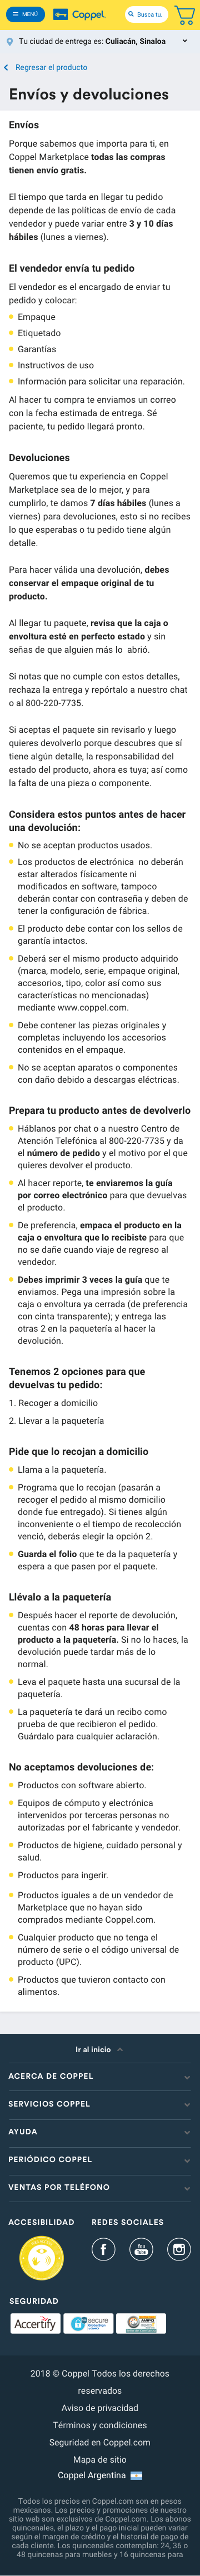 MENÚ
Coppel
Busca tu
Tu ciudad de entrega es: Culiacán, Sinaloa
Regresar el producto
Envíos y devoluciones
Envíos
Porque sabemos que importa para ti, en
Coppel Marketplace todas las compras
tienen envío gratis.
El tiempo que tarda en llegar tu pedido
depende de las políticas de envío de cada
vendedor y puede variar entre 3 y 10 días
hábiles (lunes a viernes).
El vendedor envía tu pedido
El vendedor es el encargado de enviar tu
pedido y colocar:
Empaque
Etiquetado
Garantías
Instructivos de uso
Información para solicitar una reparación.
Al hacer tu compra te enviamos un correo
con la fecha estimada de entrega. Sé
paciente, tu pedido llegará pronto.
Devoluciones
Queremos que tu experiencia en Coppel
Marketplace sea de lo mejor, y para
cumplirlo, te damos 7 días hábiles (lunes a
viernes) para devoluciones, esto si no recibes
lo que esperabas o tu pedido tiene algún
detalle.
Para hacer válida una devolución, debes
conservar el empaque original de tu
producto.
Al llegar tu paquete, revisa que la caja o
envoltura esté en perfecto estado y sin
señas de que alguien más lo abrió.
Si notas que no cumple con estos detalles,
rechaza la entrega y repórtalo a nuestro chat
o al 800-220-7735.
Si aceptas el paquete sin revisarlo y luego
quieres devolverlo porque descubres que sí
tiene algún detalle, la responsabilidad del
estado del producto, ahora es tuya; así como
la falta de una pieza o componente.
Considera estos puntos antes de hacer
una devolución:
No se aceptan productos usados.
Los productos de electrónica no deberán
estar alterados físicamente ni
modificados en software, tampoco
deberán contar con contraseña y deben de
tener la configuración de fábrica.
El producto debe contar con los sellos de
garantía intactos.
Deberá ser el mismo producto adquirido
(marca, modelo, serie, empaque original,
accesorios, tipo, color así como sus
características no mencionadas)
mediante www.coppel.com.
Debe contener las piezas originales y
completas incluyendo los accesorios
contenidos en el empaque.
No se aceptan aparatos o componentes
con daño debido a descargas eléctricas.
Prepara tu producto antes de devolverlo
Háblanos por chat o a nuestro Centro de
Atención Telefónica al 800-220-7735 y da
el número de pedido y el motivo por el que
quieres devolver el producto.
Al hacer reporte, te enviaremos la guía
por correo electrónico para que devuelvas
el producto.
De preferencia, empaca el producto en la
caja o envoltura que lo recibiste para que
no se dañe cuando viaje de regreso al
vendedor.
Debes imprimir 3 veces la guía que te
enviamos. Pega una impresión sobre la
caja o envoltura ya cerrada (de preferencia
con cinta transparente); y entrega las
otras 2 en la paquetería al hacer la
devolución.
Tenemos 2 opciones para que
devuelvas tu pedido:
1. Recoger a domicilio
2. Llevar a la paquetería
Pide que lo recojan a domicilio
Llama a la paquetería.
Programa que lo recojan (pasarán a
recoger el pedido al mismo domicilio
donde fue entregado). Si tienes algún
inconveniente o el tiempo de recolección
venció, deberás elegir la opción 2.
Guarda el folio que te da la paquetería y
espera a que pasen por el paquete.
Llévalo a la paquetería
Después hacer el reporte de devolución,
cuentas con 48 horas para llevar el
producto a la paquetería. Si no lo haces, la
devolución puede tardar más de lo
normal.
Leva el paquete hasta una sucursal de la
paquetería.
La paquetería te dará un recibo como
prueba de que recibieron el pedido.
Guárdalo para cualquier aclaración.
No aceptamos devoluciones de:
Productos con software abierto.
Equipos de cómputo y electrónica
intervenidos por terceras personas no
autorizadas por el fabricante y vendedor.
Productos de higiene, cuidado personal y
salud.
Productos para ingerir.
Productos iguales a de un vendedor de
Marketplace que no hayan sido
comprados mediante Coppel.com.
Cualquier producto que no tenga el
número de serie o el código universal de
producto (UPC).
Productos que tuvieron contacto con
alimentos.
Ir al inicio
ACERCA DE COPPEL
SERVICIOS COPPEL
AYUDA
PERIÓDICO COPPEL
VENTAS POR TELÉFONO
ACCESIBILIDAD
REDES SOCIALES
You
Tube
SEGURIDAD
Accertify
SECURE
AMIPCI
2018 © Coppel Todos los derechos
reservados
Aviso de privacidad
Términos y condiciones
Seguridad en Coppel.com
Mapa de sitio
Coppel Argentina
Todos los precios en Coppel.com son en pesos
mexicanos. Los precios y promociones de nuestro
sitio web son exclusivos de Coppel.com. Los abonos
quincenales, el plazo y el pago inicial pueden variar
según el margen de crédito y el historial de pago de
cada cliente. Los quincenales contemplan: 24, 36 o
48 quincenas para muebles y 16 quincenas para